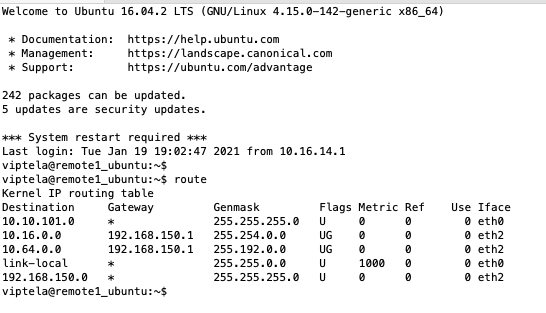 Welcome to Ubuntu 16.04.2 LTS (GNU/Linux 4.15.0-142-generic x86_64)
* Documentation: https://help.ubuntu.com
* Management: https://landscape.canonical.com
* Support: https://ubuntu.com/advantage
242 packages can be updated.
5 updates are security updates.
*** System restart required ***
Last login: Tue Jan 19 19:02:47 2021 from 10.16.14.1
viptela@remote1_ubuntu:~$
viptela@remote1_ubuntu:~$ route
Kernel IP routing table
Destination Gateway Genmask Flags Metric Ref Use Iface
10.10.101.0 * 255.255.255.0 U 0 0 0 eth0
10.16.0.0 192.168.150.1 255.254.0.0 UG 0 0 0 eth2
10.64.0.0 192.168.150.1 255.192.0.0 UG 0 0 0 eth2
link-local * 255.255.0.0 U 1000 0 0 eth0
192.168.150.0 * 255.255.255.0 U 0 0 0 eth2
viptela@remote1_ubuntu:~$